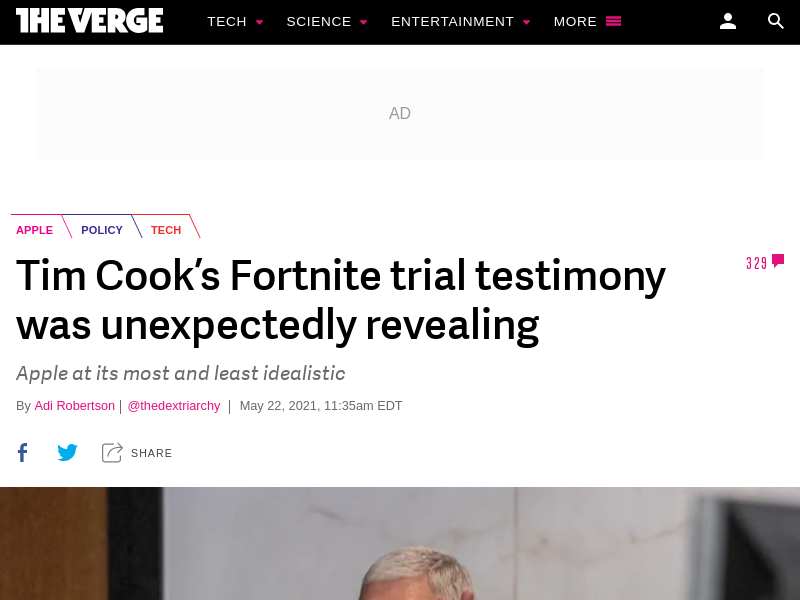 THE VERGE
TECH SCIENCE ENTERTAINMENT MORE
AD
APPLE POLICY TECH
Tim Cook’s Fortnite trial testimony
was unexpectedly revealing
329
Apple at its most and least idealistic
By Adi Robertson | @thedextriarchy | May 22, 2021, 11:35am EDT
SHARE